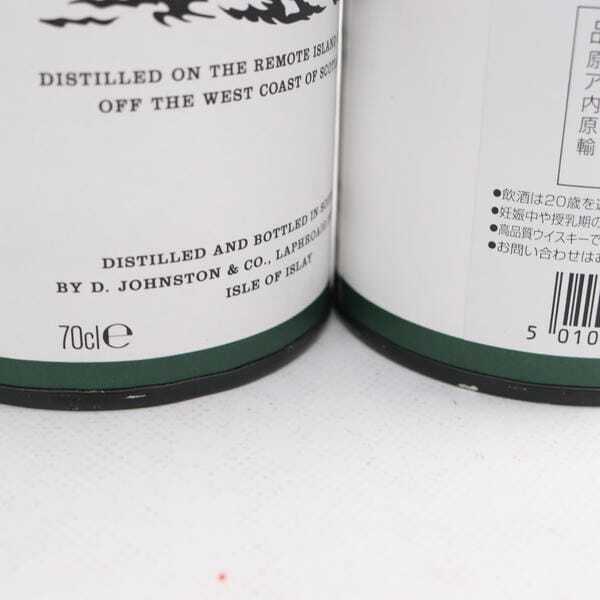 DISTILLED ON THE REMOTE ISLAND
OFF THE WEST COAST OF
DISTILLED AND BOTTLED IN
BY D. JOHNSTON & CO.,
ISLE OF ISLAY
70cl℮
品
原
ア
内
原
輸
●飲酒は20歳を
●妊娠中や授乳期の
●高品質ウイスキーで
●お問い合わせはお
5 010